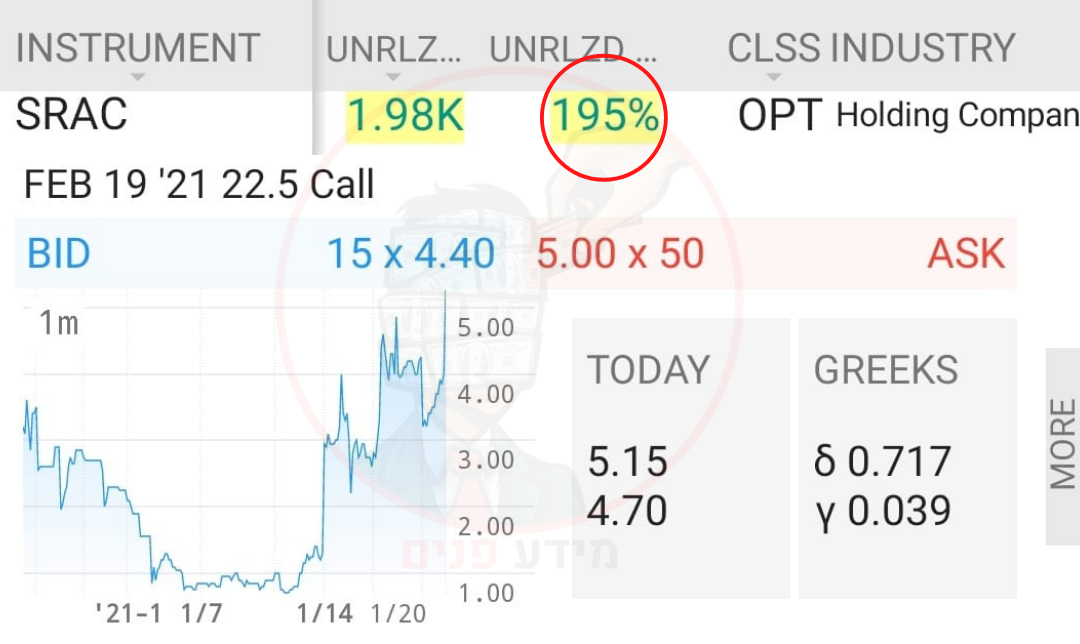 INSTRUMENT UNRLZ... UNRLZD ... CLSS INDUSTRY
SRAC 1.98K 195% OPT Holding Compan
FEB 19 '21 22.5 Call
BID 15 x 4.40 5.00 x 50 ASK
1m
5.00
4.00
3.00
2.00
1.00
'21-1 1/7 1/14 1/20
TODAY
5.15
4.70
GREEKS
δ 0.717
γ 0.039
MORE
מידע פנים